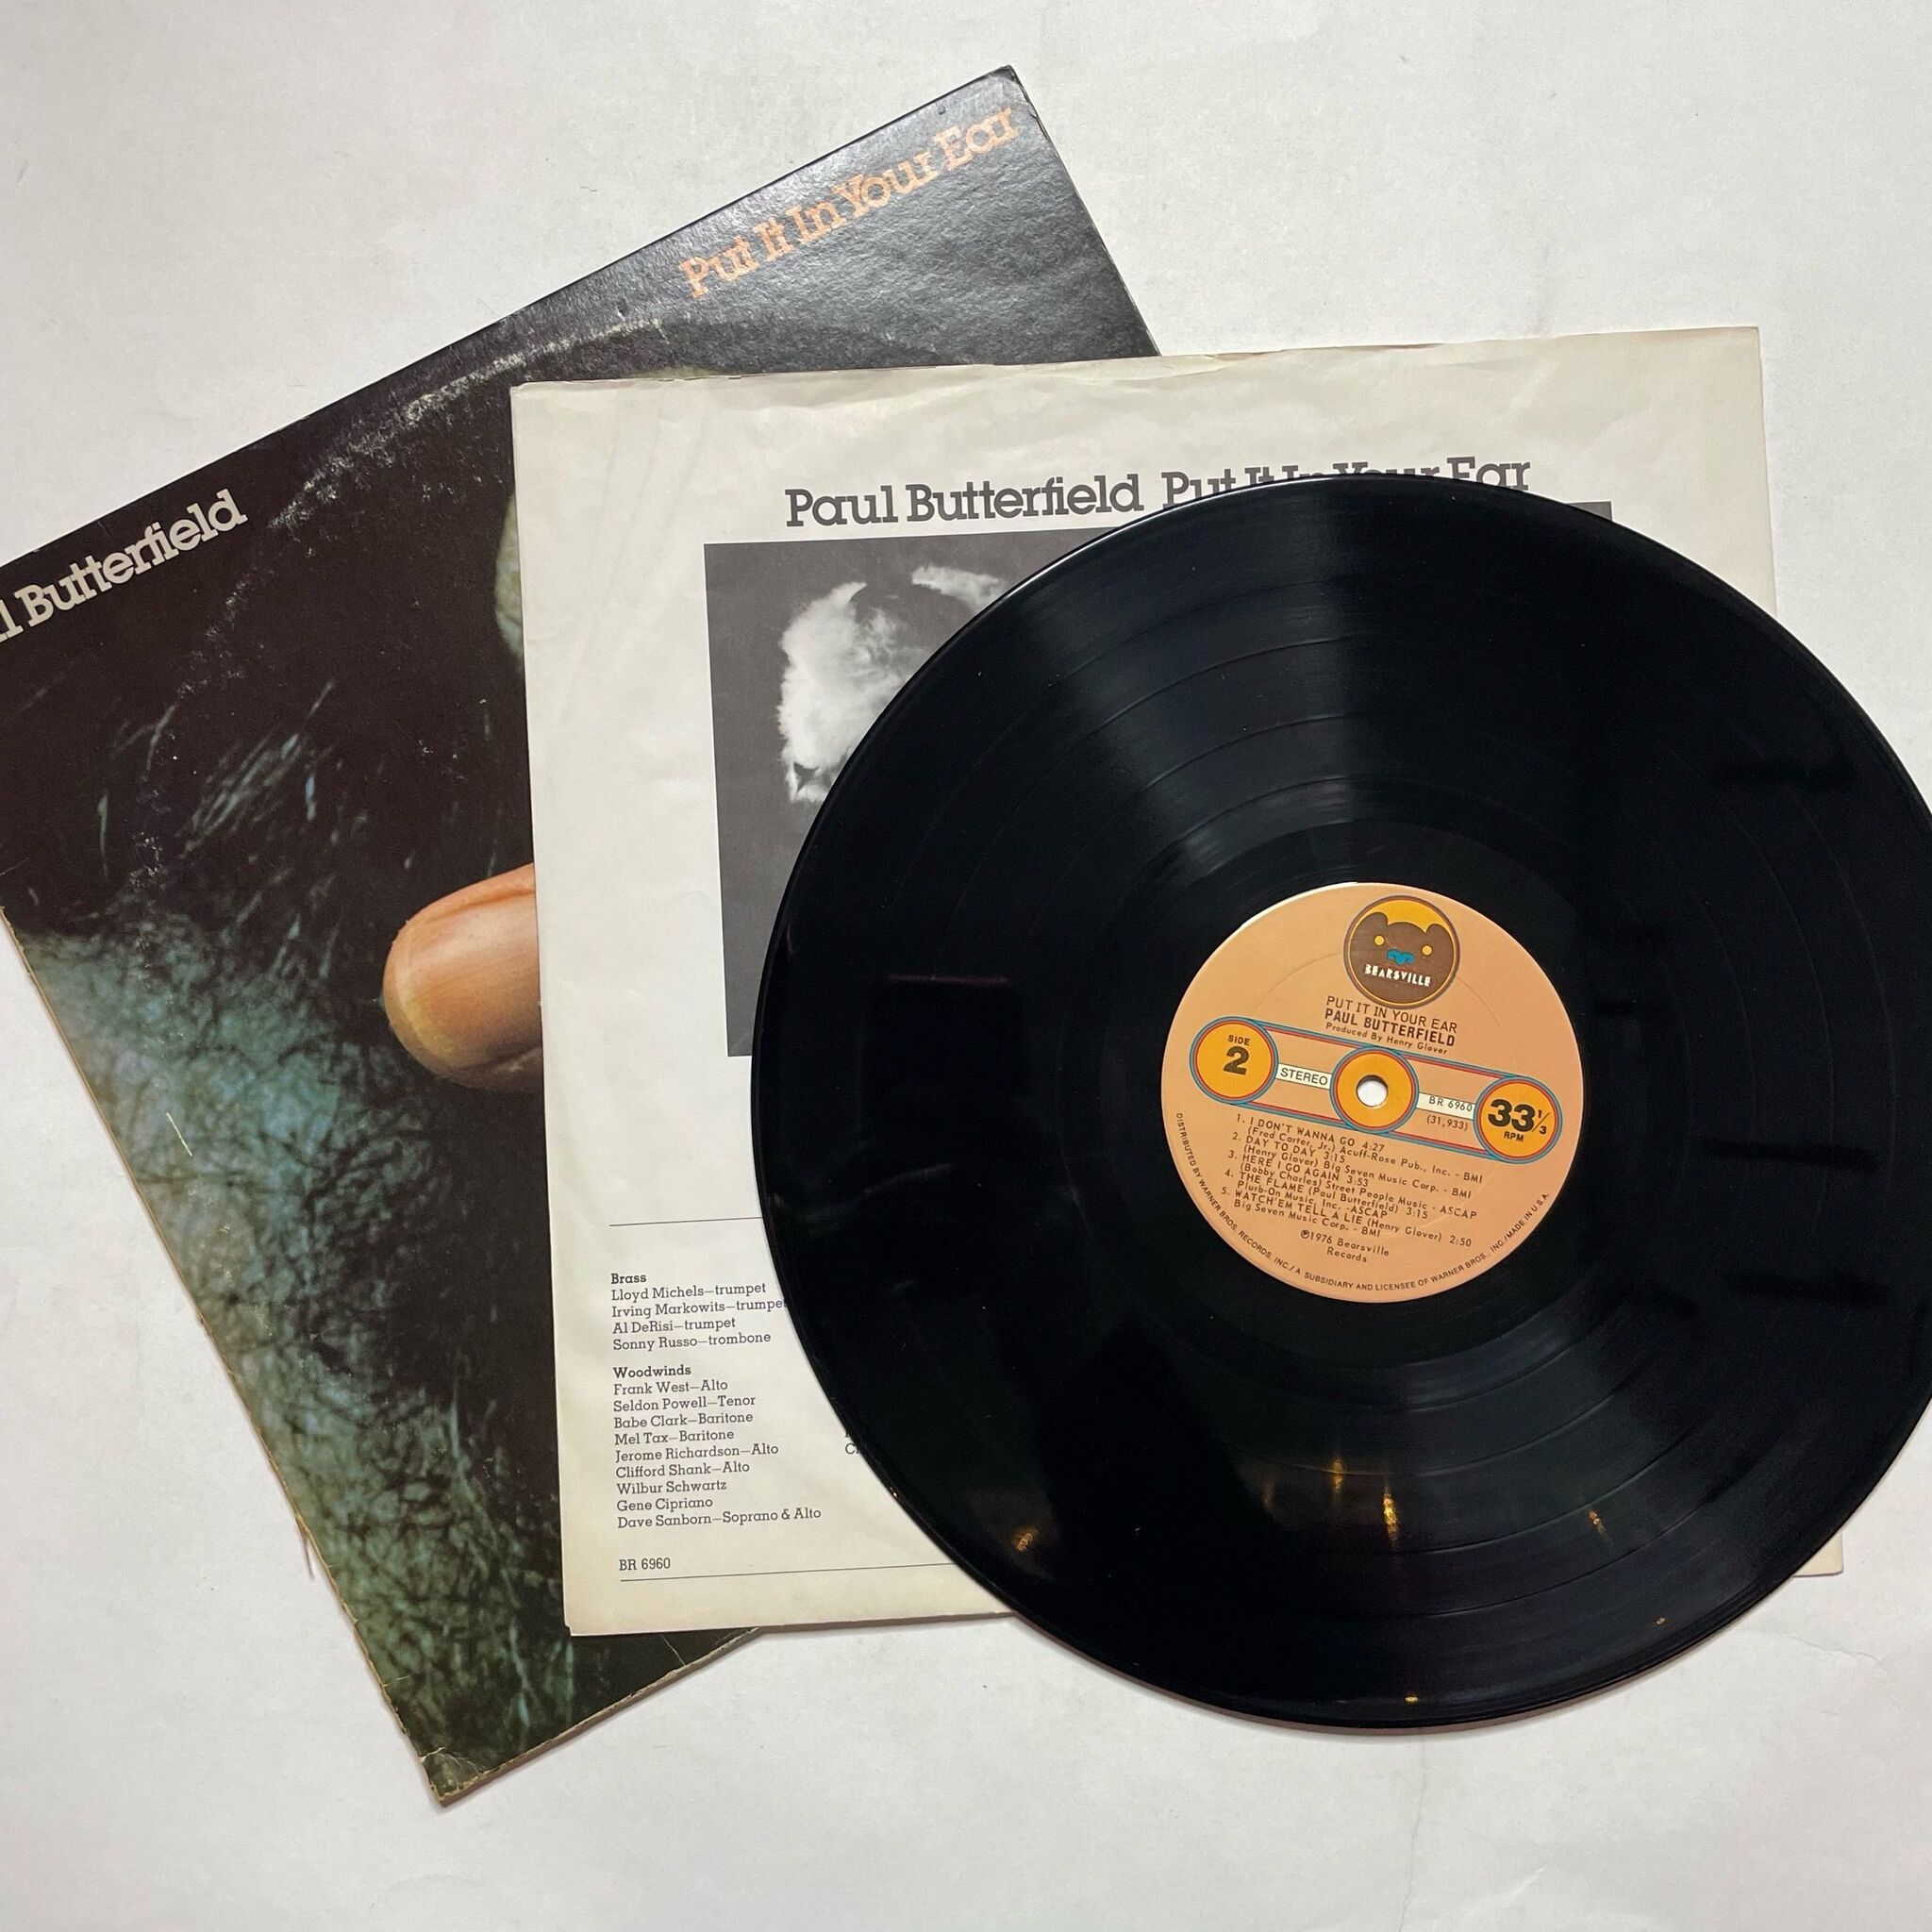 Put It In Your Ear
Butterfield
Paul Butterfield Put It In Your Ear
Brass
Lloyd Michels—trumpet
Irving Markowits—trumpet
Al DeRisi—trumpet
Sonny Russo—trombone
Woodwinds
Frank West—Alto
Seldon Powell—Tenor
Babe Clark—Baritone
Mel Tax—Baritone
Jerome Richardson—Alto
Clifford Shank—Alto
Wilbur Schwartz
Gene Cipriano
Dave Sanborn—Soprano & Alto
BR 6960
BEARSVILLE
PUT IT IN YOUR EAR
PAUL BUTTERFIELD
Produced By Henry Glover
SIDE
2
STEREO
BR 6960
(31,933)
33 1/3
RPM
1. I DON'T WANNA GO 4:27
(Fred Carter, Jr.) Acuff-Rose Pub., Inc. - BMI
2. DAY TO DAY 3:15
(Henry Glover) Big Seven Music Corp. - BMI
3. HERE I GO AGAIN 3:53
(Bobby Charles) Street People Music - ASCAP
4. THE FLAME (Paul Butterfield) 3:15
Plurb-On Music, Inc. -ASCAP
5. WATCH'EM TELL A LIE (Henry Glover) 2:50
Big Seven Music Corp. - BMI
℗1976 Bearsville
Records
DISTRIBUTED BY WARNER BROS. RECORDS, INC./A SUBSIDIARY AND LICENSEE OF WARNER BROS., INC./MADE IN U.S.A.